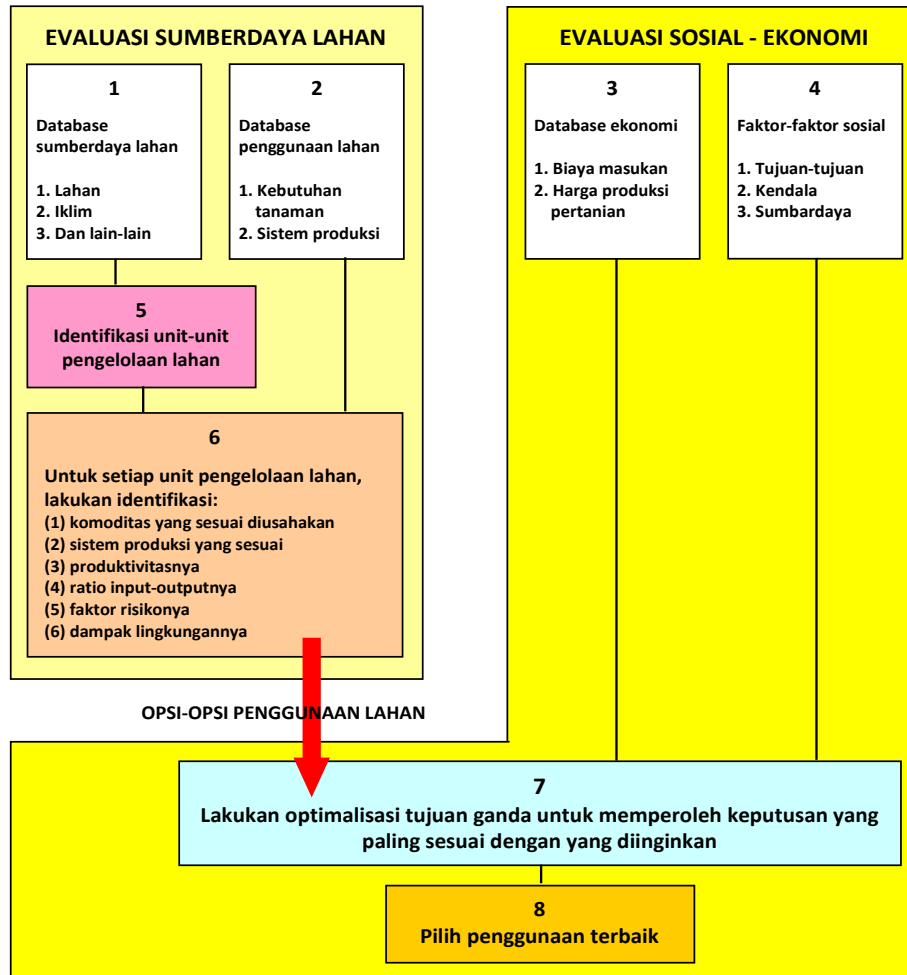 EVALUASI SUMBERDAYA LAHAN
1
Database
sumberdaya lahan
1. Lahan
2. Iklim
3. Dan lain-lain
2
Database
penggunaan lahan
1. Kebutuhan
tanaman
2. Sistem produksi
5
Identifikasi unit-unit
pengelolaan lahan
6
Untuk setiap unit pengelolaan lahan,
lakukan identifikasi:
(1) komoditas yang sesuai diusahakan
(2) sistem produksi yang sesuai
(3) produktivitasnya
(4) ratio input-outputnya
(5) faktor risikonya
(6) dampak lingkungannya
EVALUASI SOSIAL - EKONOMI
3
Database ekonomi
1. Biaya masukan
2. Harga produksi
pertanian
4
Faktor-faktor sosial
1. Tujuan-tujuan
2. Kendala
3. Sumbardaya
OPSI-OPSI PENGGUNAAN LAHAN
7
Lakukan optimalisasi tujuan ganda untuk memperoleh keputusan yang
paling sesuai dengan yang diinginkan
8
Pilih penggunaan terbaik